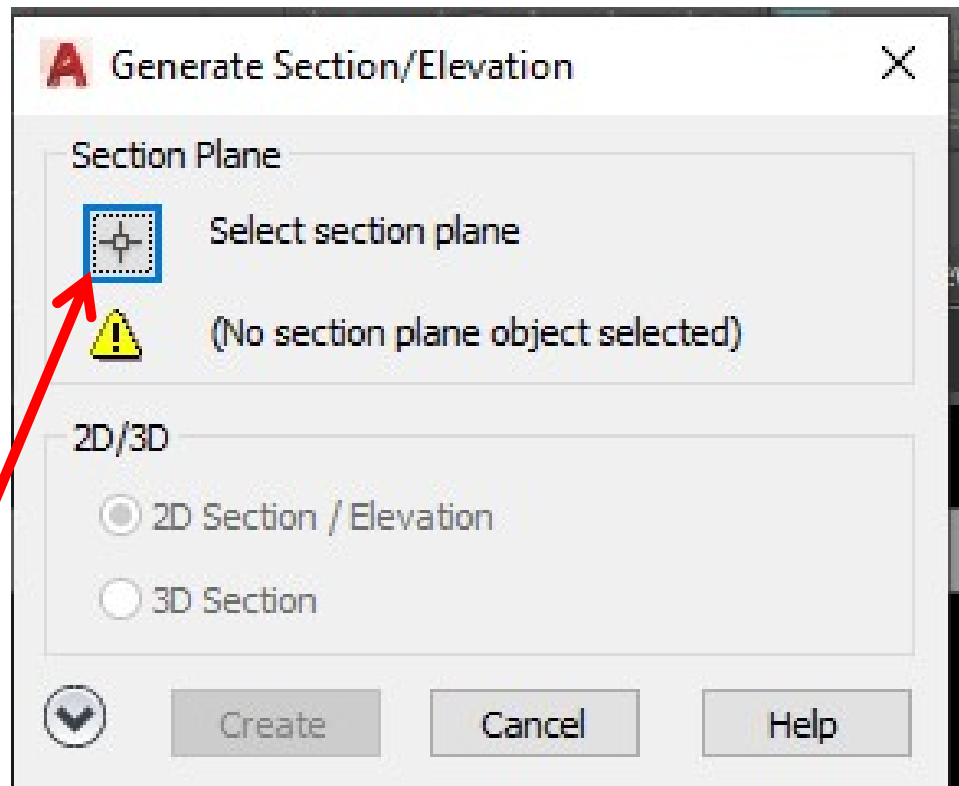 Generate Section/Elevation
Section Plane
Select section plane
(No section plane object selected)
2D/3D
2D Section / Elevation
3D Section
Create Cancel Help